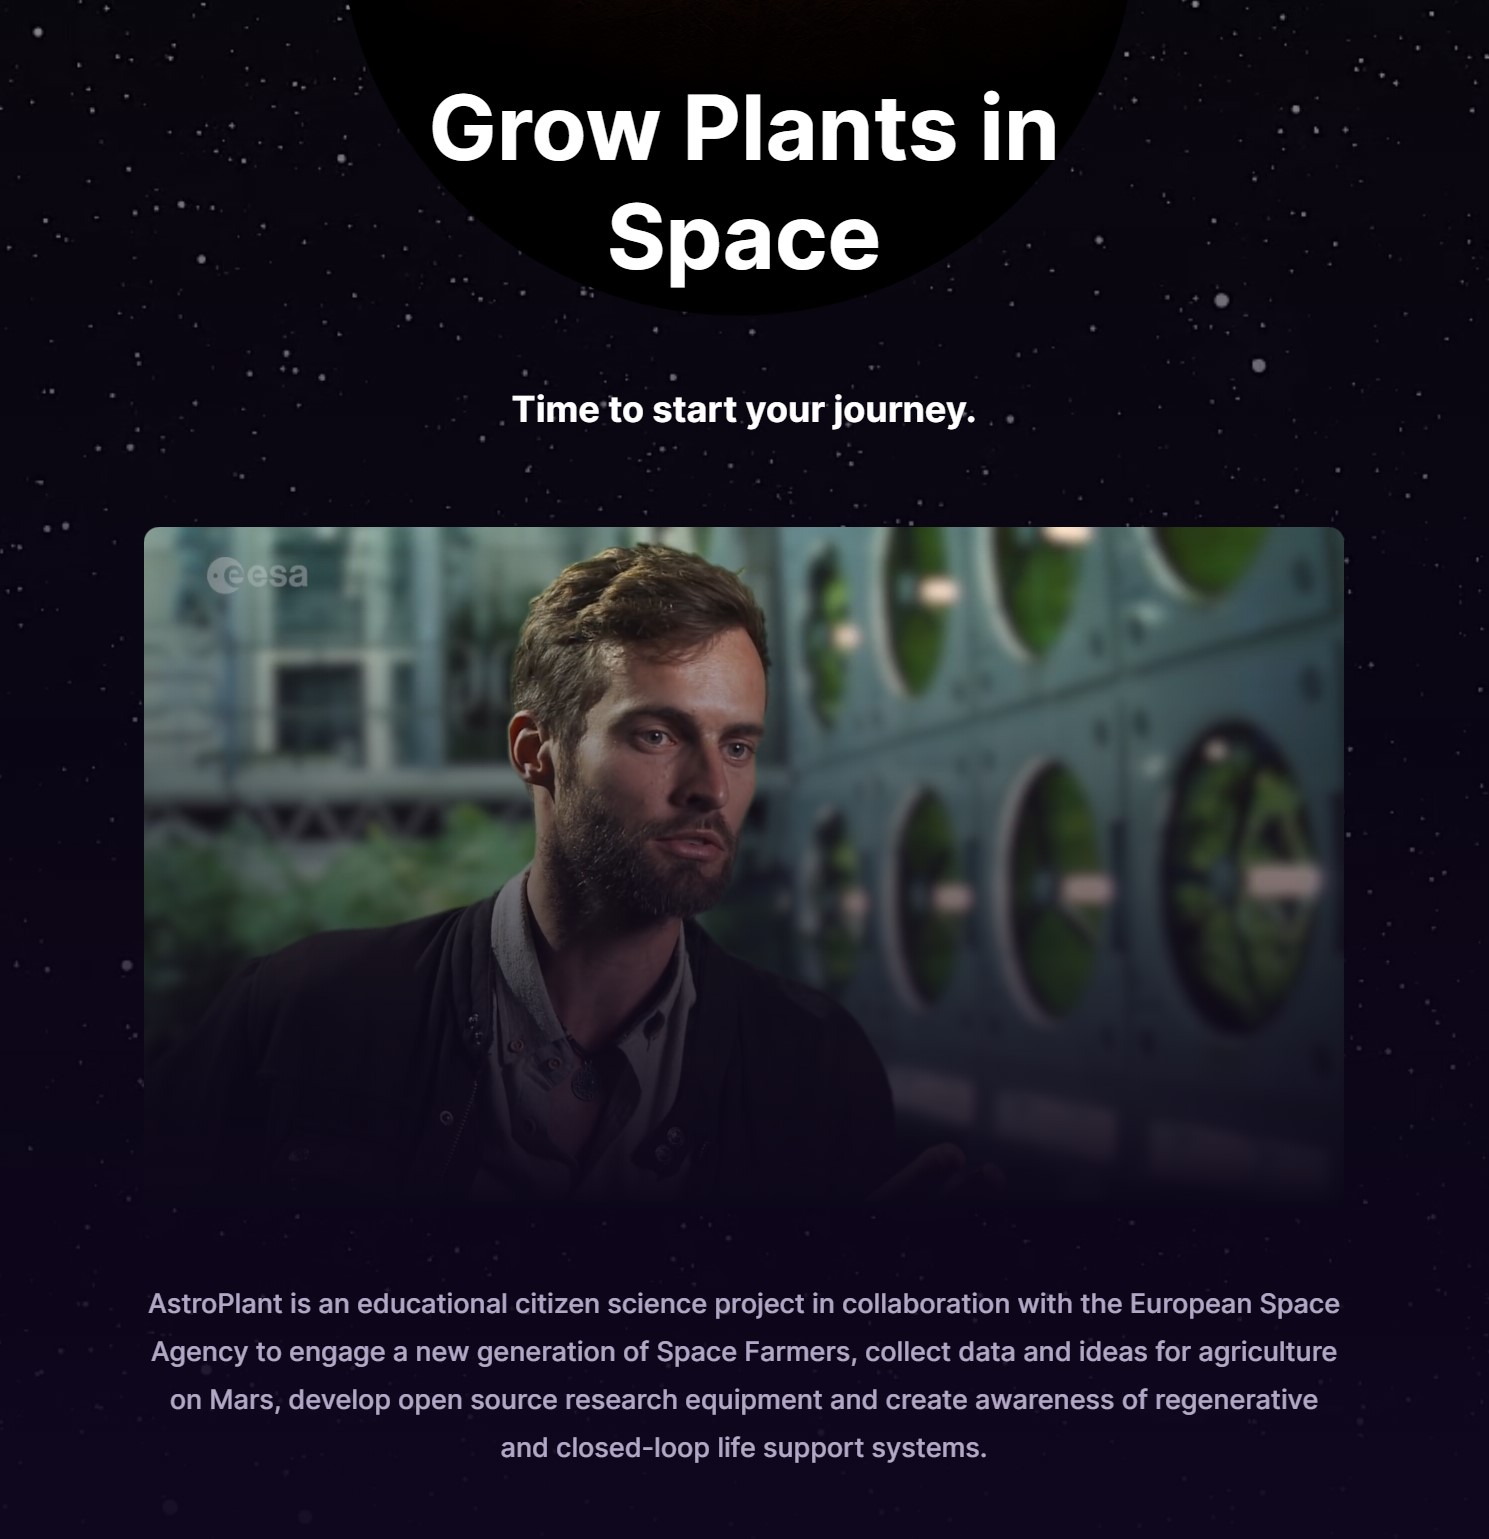 Grow Plants in
Space
Time to start your journey.
esa
AstroPlant is an educational citizen science project in collaboration with the European Space
Agency to engage a new generation of Space Farmers, collect data and ideas for agriculture
on Mars, develop open source research equipment and create awareness of regenerative
and closed-loop life support systems.